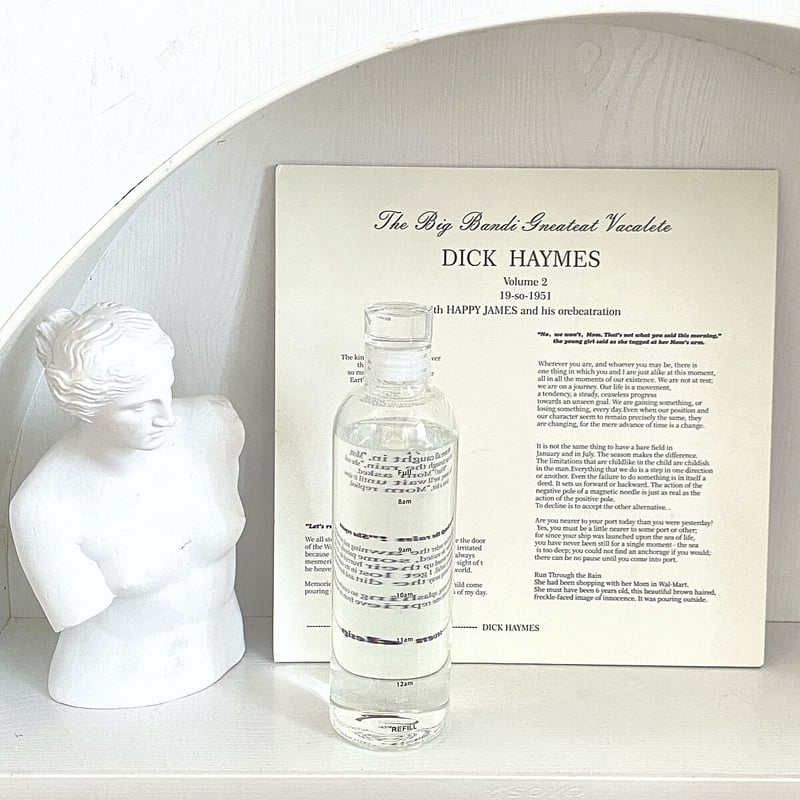 The Big Bandi Gneateat Vacalete
DICK HAYMES
Volume 2
19-so-1951
th HAPPY JAMES and his orebeatration
"No, we won't, Mom. That's not what you said this morning,"
the young girl said as she tugged at her Mom's arm.
The kin
ver
th
so m
Eart'
Wherever you are, and whoever you may be, there is
one thing in which you and I are just alike at this moment,
all in all the moments of our existence. We are not at rest;
we are on a journey. Our life is a movement,
a tendency, a steady, ceaseless progress
towards an unseen goal. We are gaining something, or
losing something, every day.Even when our position and
our character seem to remain precisely the same, they
are changing, for the mere advance of time is a change.
It is not the same thing to have a bare field in
January and in July. The season makes the difference.
The limitations that are childlike in the child are childish
in the man.Everything that we do is a step in one direction
or another. Even the failure to do something is in itself a
deed. It sets us forward or backward. The action of the
negative pole of a magnetic needle is just as real as the
action of the positive pole.
To decline is to accept the other alternative. .
Are you nearer to your port today than you were yesterday?
Yes, you must be a little nearer to some port or other;
for since your ship was launched upon the sea of life,
you have never been still for a single moment - the sea
is too deep; you could not find an anchorage if you would;
there can be no pause until you come into port.
Run Through the Rain
She had been shopping with her Mom in Wal-Mart.
She must have been 6 years old, this beautiful brown haired,
freckle-faced image of innocence. It was pouring outside.
"Let's r
We all st
of the Wa
because
mesmeri
he heave
Memorie
pouring
e the door
irritated
always
sight of t
world.
ild come
s of my day.
DICK HAYMES
Full
8am
9am
10am
11am
12am
REFILL